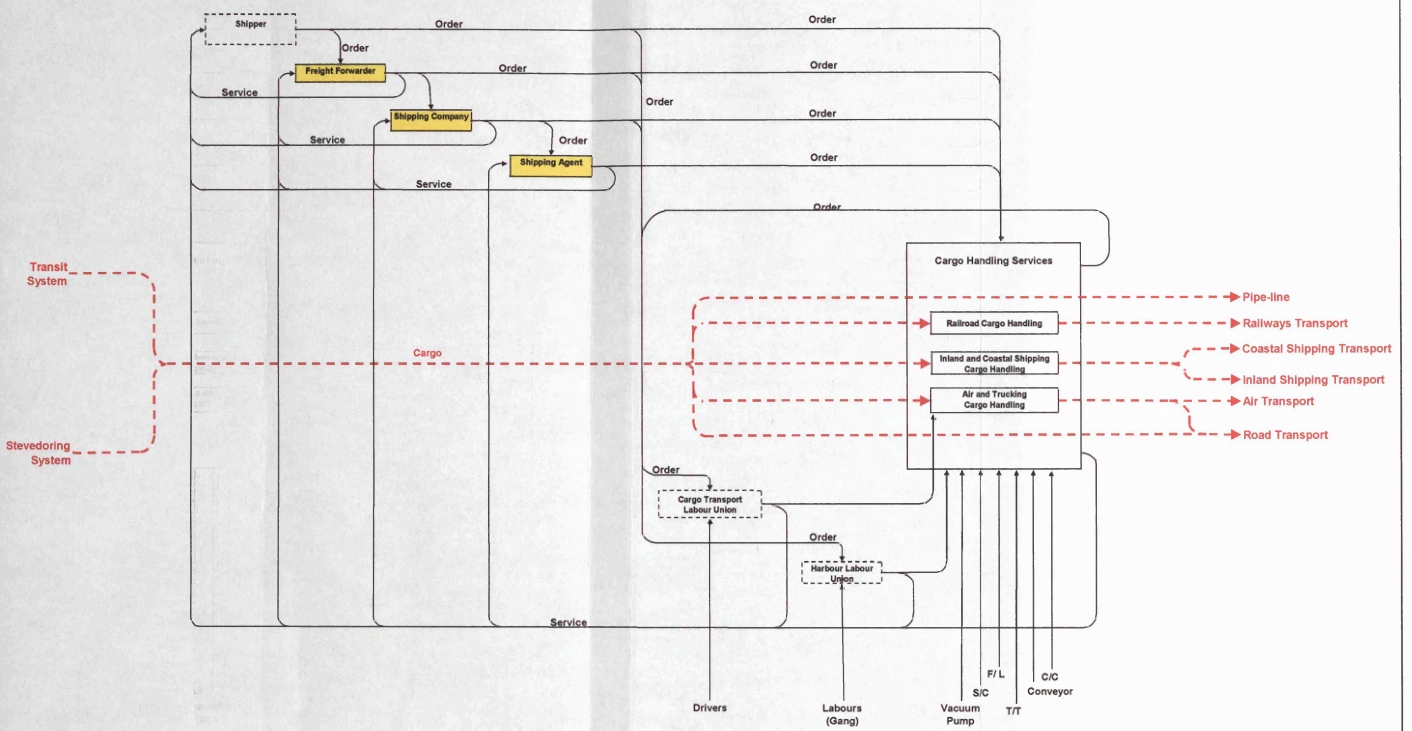 Shipper
Order
Order
Order
Freight Forwarder
Order
Order
Service
Order
Shipping Company
Order
Service
Order
Shipping Agent
Order
Service
Order
Cargo Handling Services
Transit
System
Pipe-line
Railroad Cargo Handling
Railways Transport
Cargo
Coastal Shipping Transport
Inland and Coastal Shipping
Cargo Handling
Inland Shipping Transport
Air and Trucking
Cargo Handling
Air Transport
Road Transport
Stevedoring
System
Order
Cargo Transport
Labour Union
Order
Harbour Labour
Union
Service
F/ L
C/C
S/C
Conveyor
Drivers
Labours
(Gang)
Vacuum
Pump
T/T